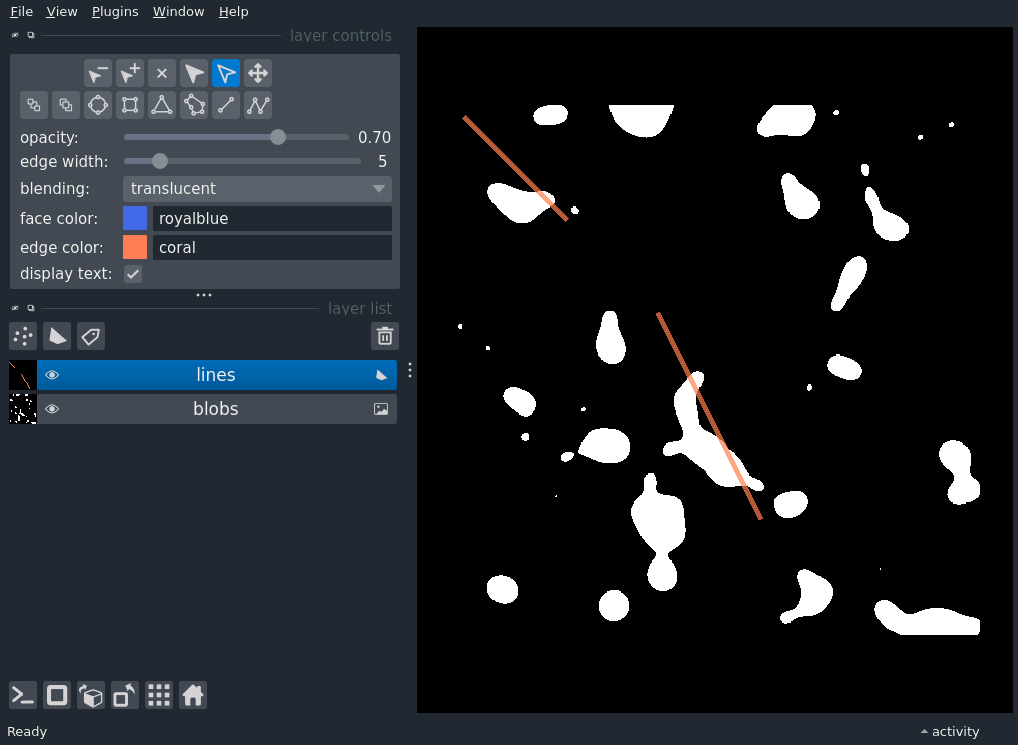 File View Plugins Window Help
layer controls
opacity: 0.70
edge width: 5
blending: translucent
face color: royalblue
edge color: coral
display text:
layer list
lines
blobs
Ready activity